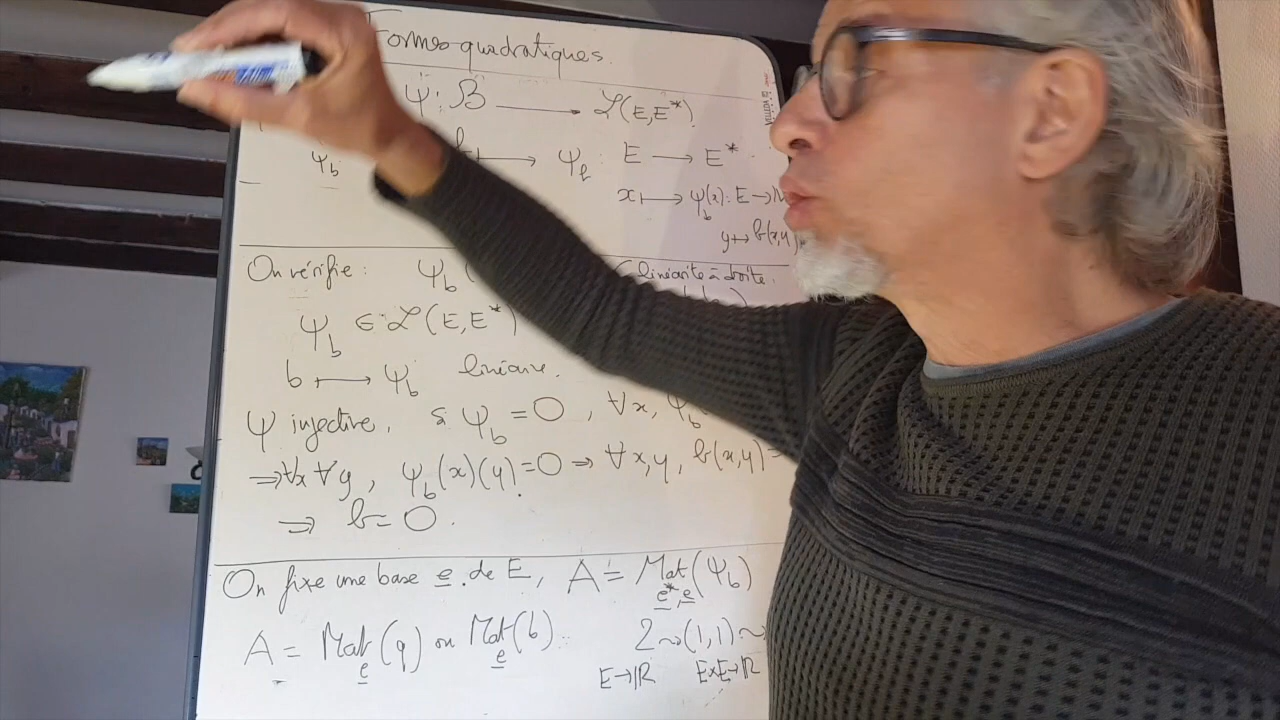 Formes quadratiques.
Ψ: B ⟶ ℒ(E,E*)
ψ_b ⟼ ψ_b : E ⟶ E*
x ⟼ ψ_b(x): E →
y ↦ b(x,y)
On vérifie : ψ_b ( linéarité à droite.
ψ_b ∈ ℒ(E,E*)
b ⟼ ψ_b linéaire.
Ψ injective, si ψ_b = 0, ∀x, ψ_b
⇒ ∀x ∀y, ψ_b(x)(y) = 0 ⇒ ∀x,y, b(x,y) =
⇒ b = 0.
On fixe une base e de E, A = Mat_{e*,e}(ψ_b)
A = Mat_e(q) ou Mat_e(b) 2 ⇝ (1,1) ⇝
E→ℝ E×E→ℝ